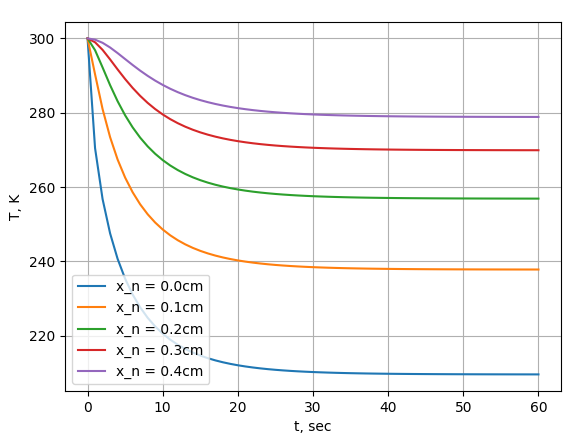 300
280
260
240
220
T, K
x_n = 0.0cm
x_n = 0.1cm
x_n = 0.2cm
x_n = 0.3cm
x_n = 0.4cm
0 10 20 30 40 50 60
t, sec